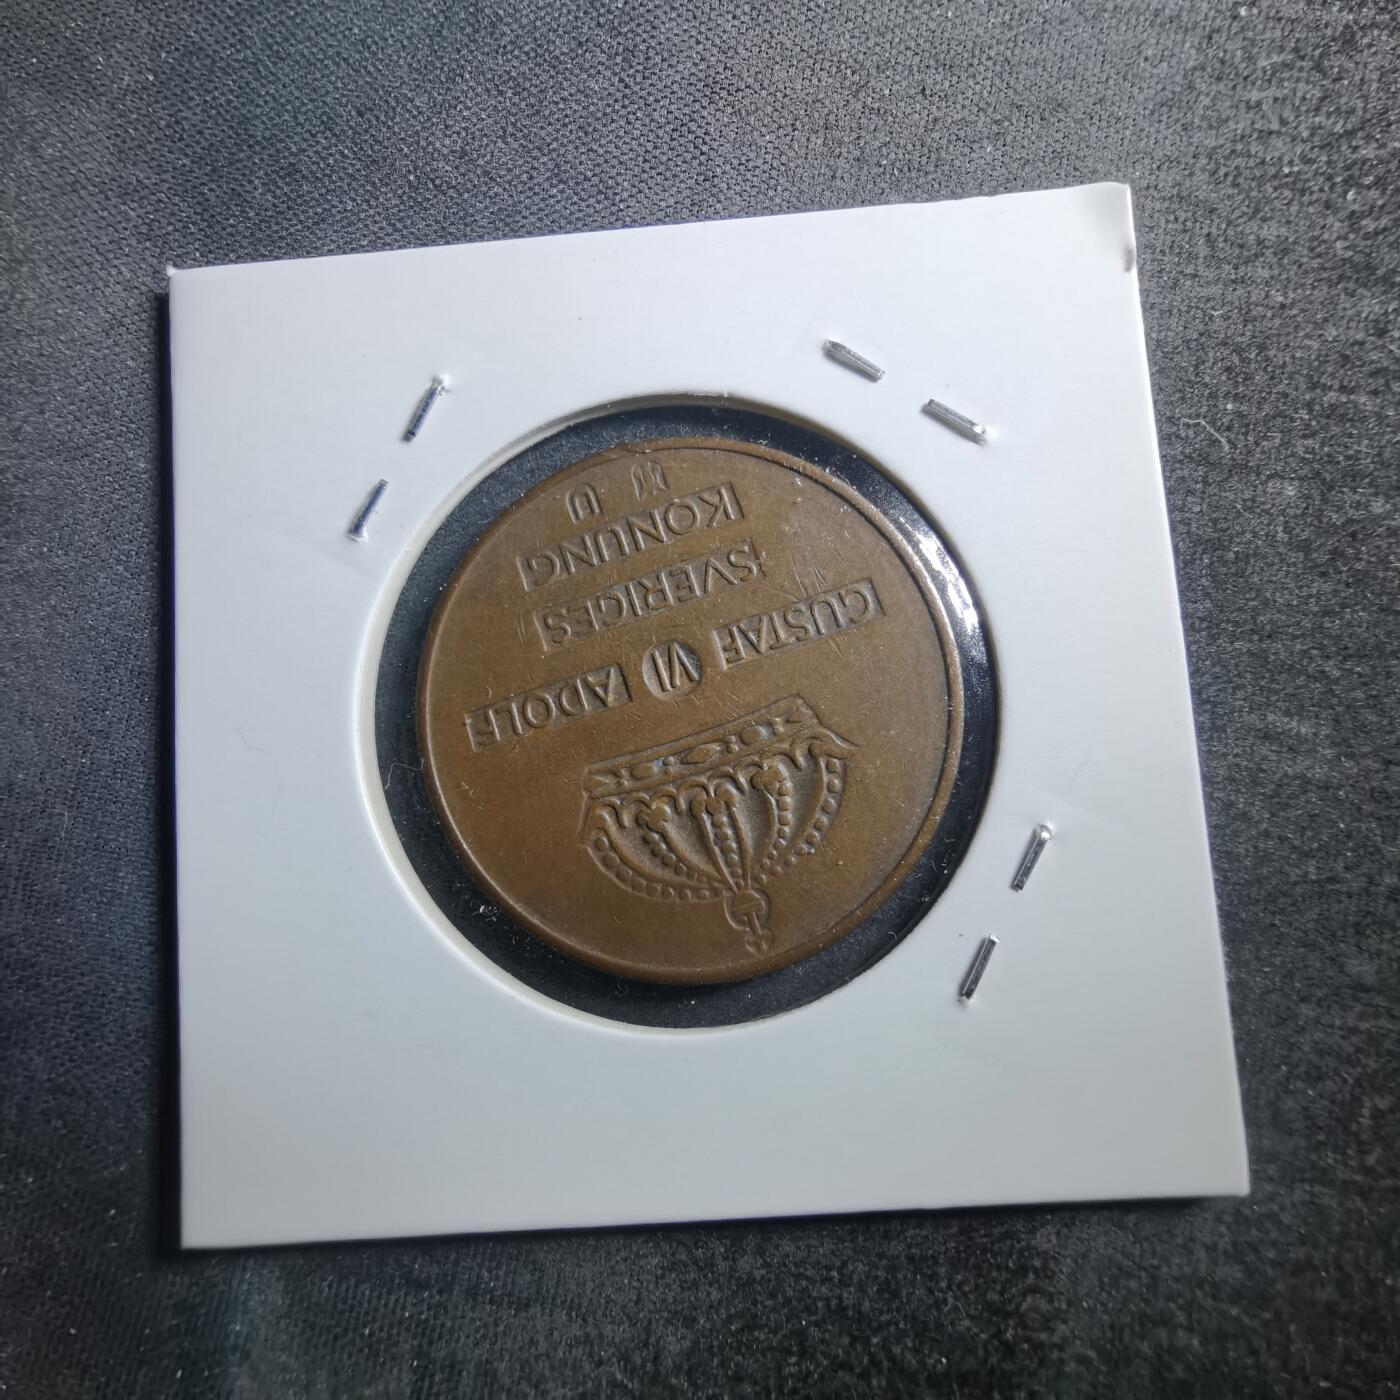 GUSTAF VI ADOLF
SVERIGES
KONUNG
U